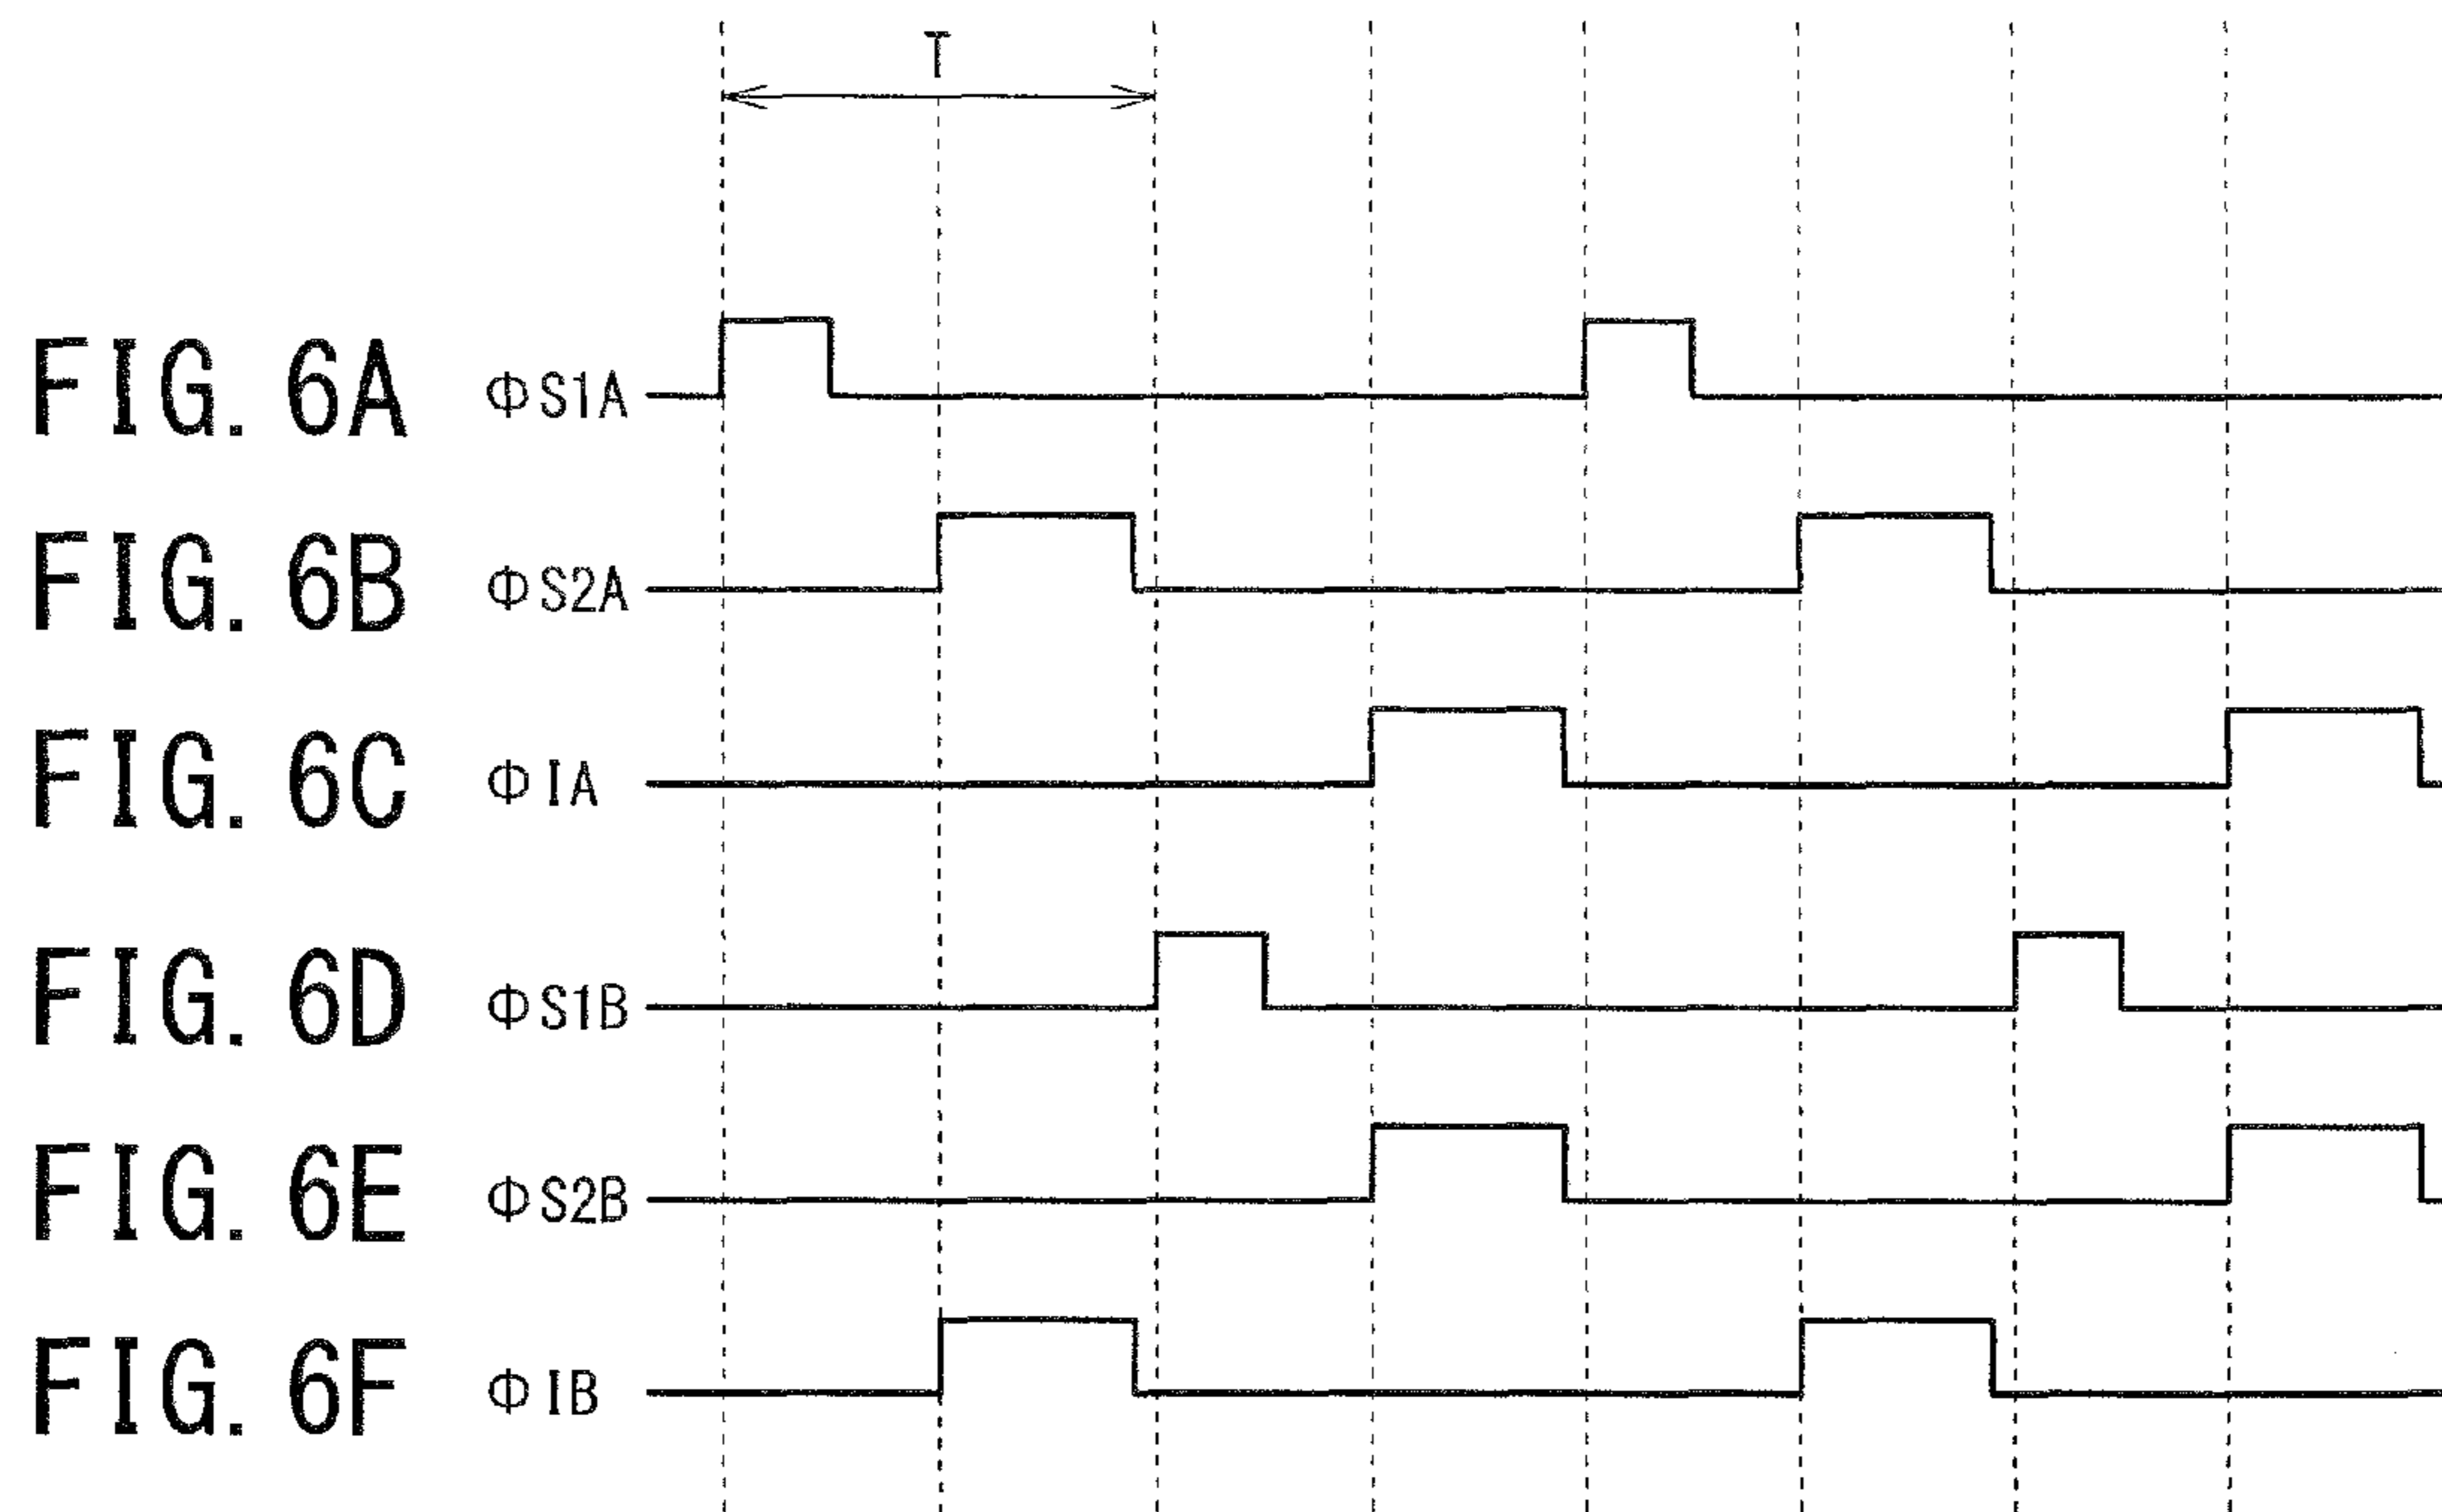 T
FIG. 6A ΦS1A
FIG. 6B ΦS2A
FIG. 6C ΦIA
FIG. 6D ΦS1B
FIG. 6E ΦS2B
FIG. 6F ΦIB